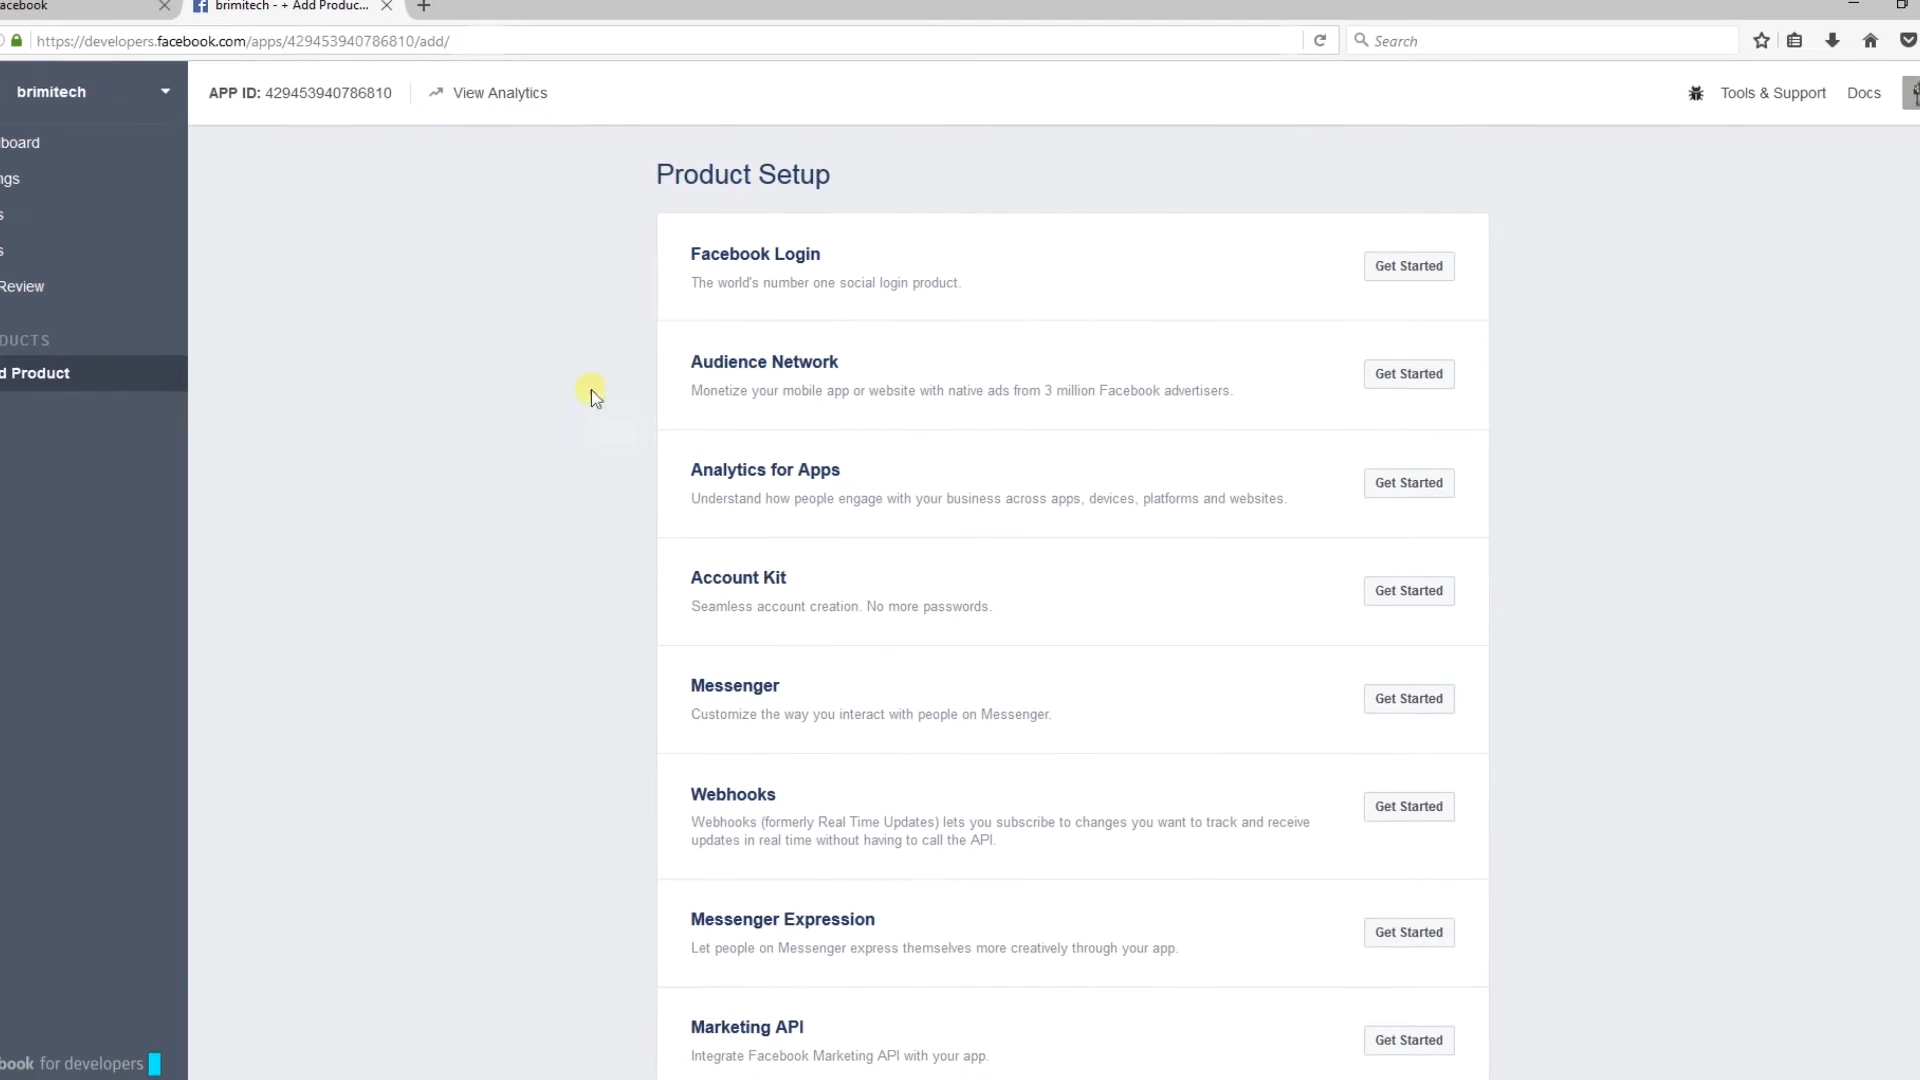 acebook
brimitech - + Add Produc...
https://developers.facebook.com/apps/429453940786810/add/
Search
brimitech
APP ID: 429453940786810
View Analytics
Tools & Support
Docs
board
ngs
s
s
Review
DUCTS
d Product
Product Setup
Facebook Login
The world's number one social login product.
Get Started
Audience Network
Monetize your mobile app or website with native ads from 3 million Facebook advertisers.
Get Started
Analytics for Apps
Understand how people engage with your business across apps, devices, platforms and websites.
Get Started
Account Kit
Seamless account creation. No more passwords.
Get Started
Messenger
Customize the way you interact with people on Messenger.
Get Started
Webhooks
Webhooks (formerly Real Time Updates) lets you subscribe to changes you want to track and receive
updates in real time without having to call the API.
Get Started
Messenger Expression
Let people on Messenger express themselves more creatively through your app.
Get Started
Marketing API
Integrate Facebook Marketing API with your app.
Get Started
book for developers